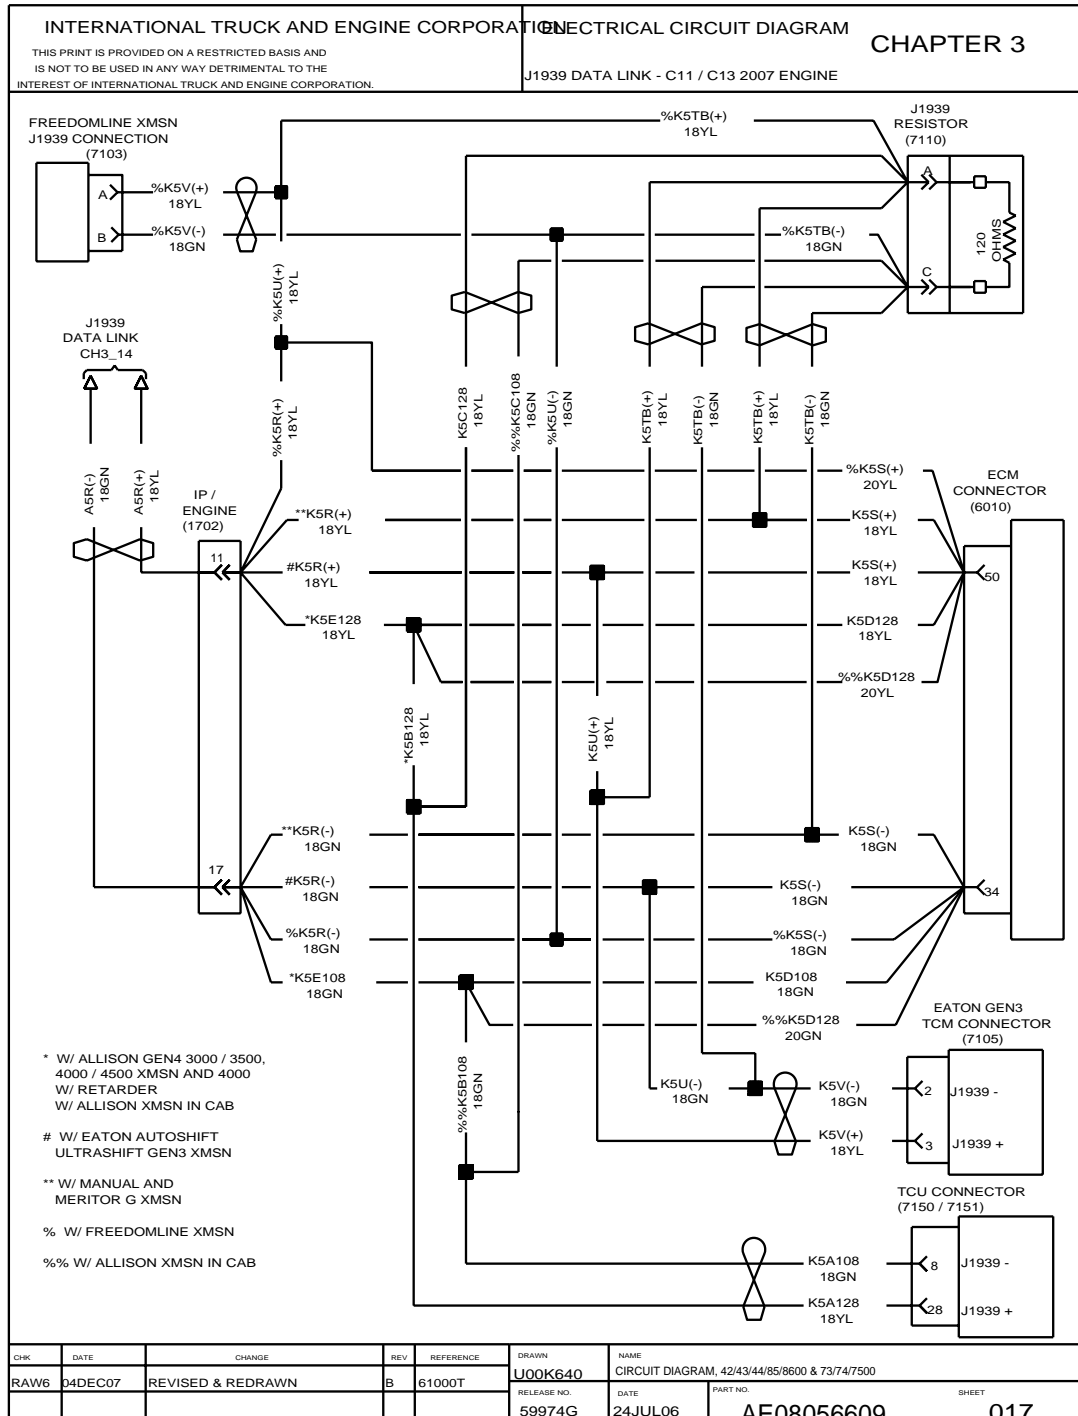 INTERNATIONAL TRUCK AND ENGINE CORPORATION
THIS PRINT IS PROVIDED ON A RESTRICTED BASIS AND
IS NOT TO BE USED IN ANY WAY DETRIMENTAL TO THE
INTEREST OF INTERNATIONAL TRUCK AND ENGINE CORPORATION.
ELECTRICAL CIRCUIT DIAGRAM
CHAPTER 3
J1939 DATA LINK - C11 / C13 2007 ENGINE
FREEDOMLINE XMSN
J1939 CONNECTION
(7103)
A
B
%K5V(+)
18YL
%K5V(-)
18GN
%K5TB(+)
18YL
J1939
RESISTOR
(7110)
A
C
120
OHMS
%K5TB(-)
18GN
%K5U(+)
18YL
J1939
DATA LINK
CH3_14
A5R(-)
18GN
A5R(+)
18YL
%K5R(+)
18YL
K5C128
18YL
%%K5C108
18GN
%K5U(-)
18GN
K5TB(+)
18YL
K5TB(-)
18GN
K5TB(+)
18YL
K5TB(-)
18GN
IP /
ENGINE
(1702)
11
17
**K5R(+)
18YL
#K5R(+)
18YL
*K5E128
18YL
%K5S(+)
20YL
K5S(+)
18YL
K5S(+)
18YL
K5D128
18YL
%%K5D128
20YL
ECM
CONNECTOR
(6010)
50
34
*K5B128
18YL
K5U(+)
18YL
**K5R(-)
18GN
#K5R(-)
18GN
%K5R(-)
18GN
*K5E108
18GN
K5S(-)
18GN
K5S(-)
18GN
%K5S(-)
18GN
K5D108
18GN
%%K5D128
20GN
%%K5B108
18GN
K5U(-)
18GN
K5V(-)
18GN
K5V(+)
18YL
EATON GEN3
TCM CONNECTOR
(7105)
2
J1939 -
3
J1939 +
TCU CONNECTOR
(7150 / 7151)
K5A108
18GN
K5A128
18YL
8
J1939 -
28
J1939 +
* W/ ALLISON GEN4 3000 / 3500,
4000 / 4500 XMSN AND 4000
W/ RETARDER
W/ ALLISON XMSN IN CAB
# W/ EATON AUTOSHIFT
ULTRASHIFT GEN3 XMSN
** W/ MANUAL AND
MERITOR G XMSN
% W/ FREEDOMLINE XMSN
%% W/ ALLISON XMSN IN CAB
CHK DATE CHANGE REV REFERENCE
RAW6 04DEC07 REVISED & REDRAWN B 61000T
DRAWN
U00K640
NAME
CIRCUIT DIAGRAM, 42/43/44/85/8600 & 73/74/7500
RELEASE NO.
59974G
DATE
24JUL06
PART NO.
AE08056609
SHEET
017